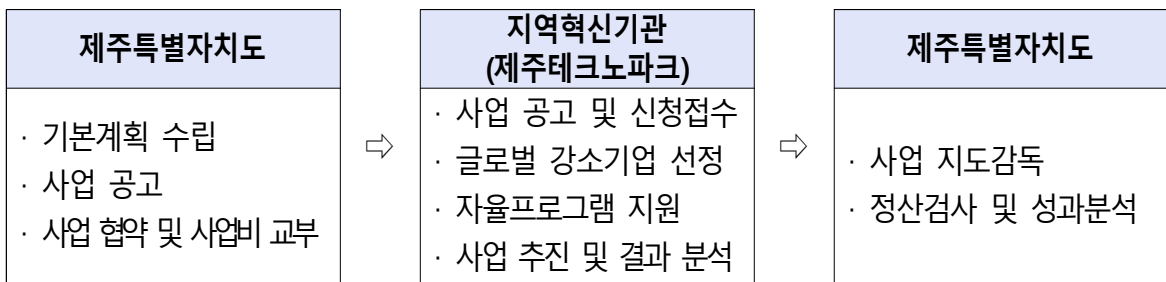 제주특별자치도
· 기본계획 수립
· 사업 공고
· 사업 협약 및 사업비 교부
⇨
지역혁신기관
(제주테크노파크)
· 사업 공고 및 신청접수
· 글로벌 강소기업 선정
· 자율프로그램 지원
· 사업 추진 및 결과 분석
⇨
제주특별자치도
· 사업 지도감독
· 정산검사 및 성과분석